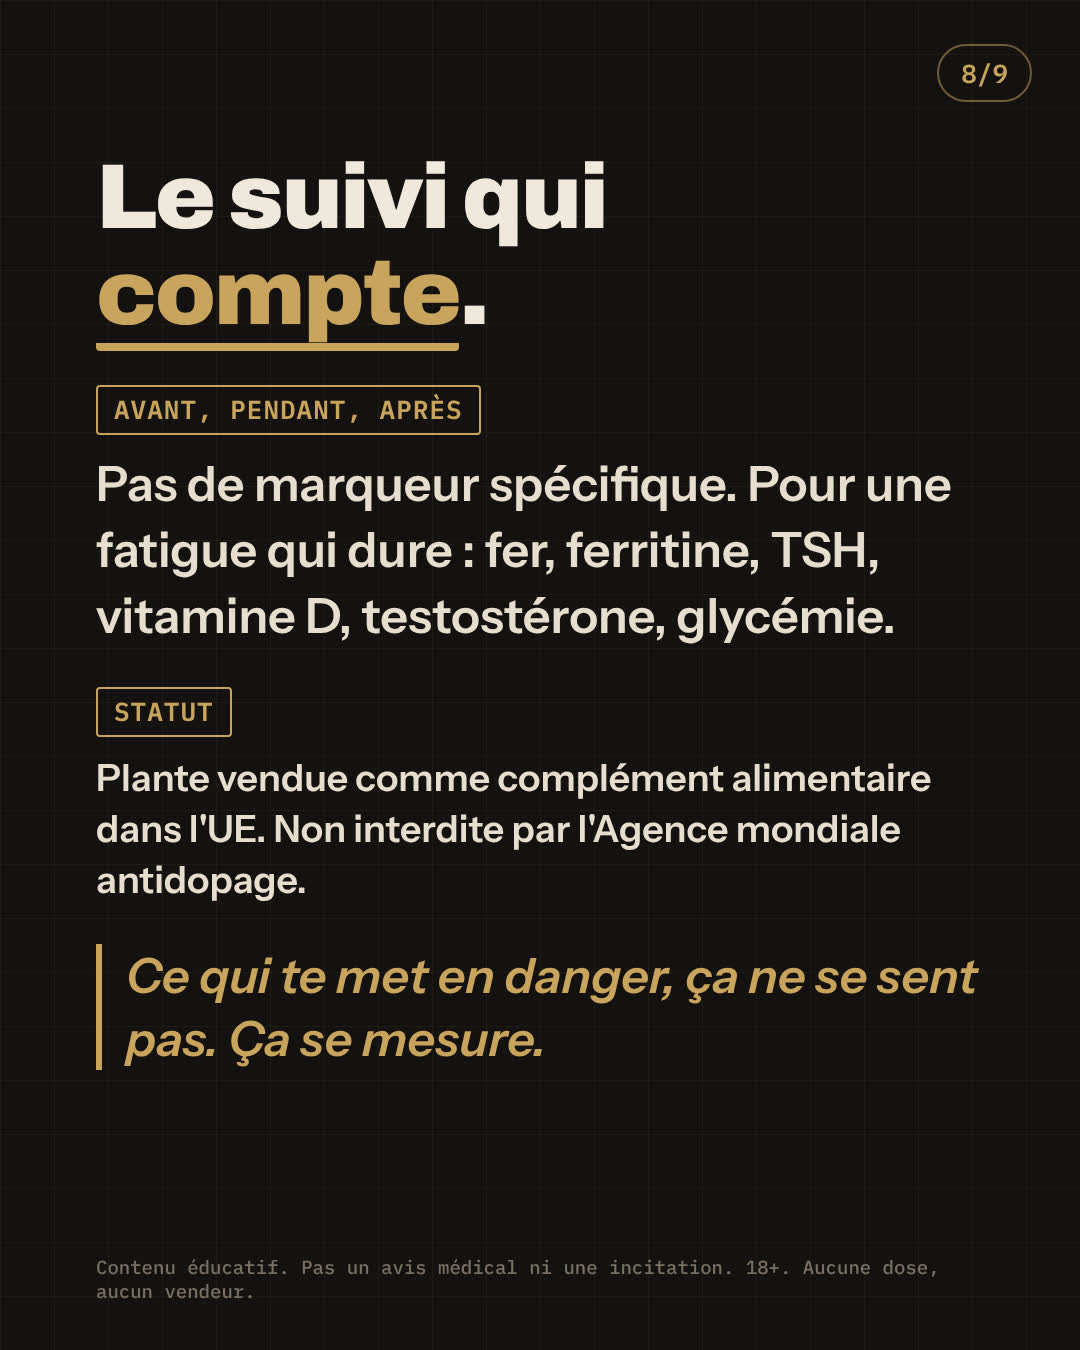 8/9
Le suivi qui
compte.
AVANT, PENDANT, APRÈS
Pas de marqueur spécifique. Pour une
fatigue qui dure : fer, ferritine, TSH,
vitamine D, testostérone, glycémie.
STATUT
Plante vendue comme complément alimentaire
dans l'UE. Non interdite par l'Agence mondiale
antidopage.
Ce qui te met en danger, ça ne se sent
pas. Ça se mesure.
Contenu éducatif. Pas un avis médical ni une incitation. 18+. Aucune dose,
aucun vendeur.